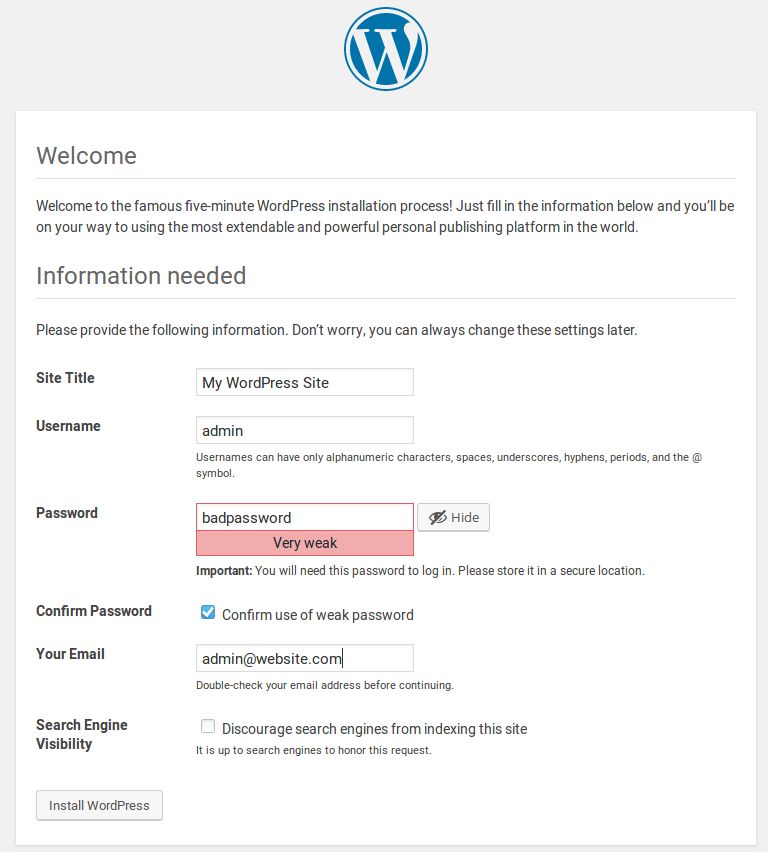 W
Welcome
Welcome to the famous five-minute WordPress installation process! Just fill in the information below and you’ll be
on your way to using the most extendable and powerful personal publishing platform in the world.
Information needed
Please provide the following information. Don’t worry, you can always change these settings later.
Site Title
My WordPress Site
Username
admin
Usernames can have only alphanumeric characters, spaces, underscores, hyphens, periods, and the @
symbol.
Password
badpassword
Hide
Very weak
Important: You will need this password to log in. Please store it in a secure location.
Confirm Password
Confirm use of weak password
Your Email
admin@website.com
Double-check your email address before continuing.
Search Engine
Visibility
Discourage search engines from indexing this site
It is up to search engines to honor this request.
Install WordPress